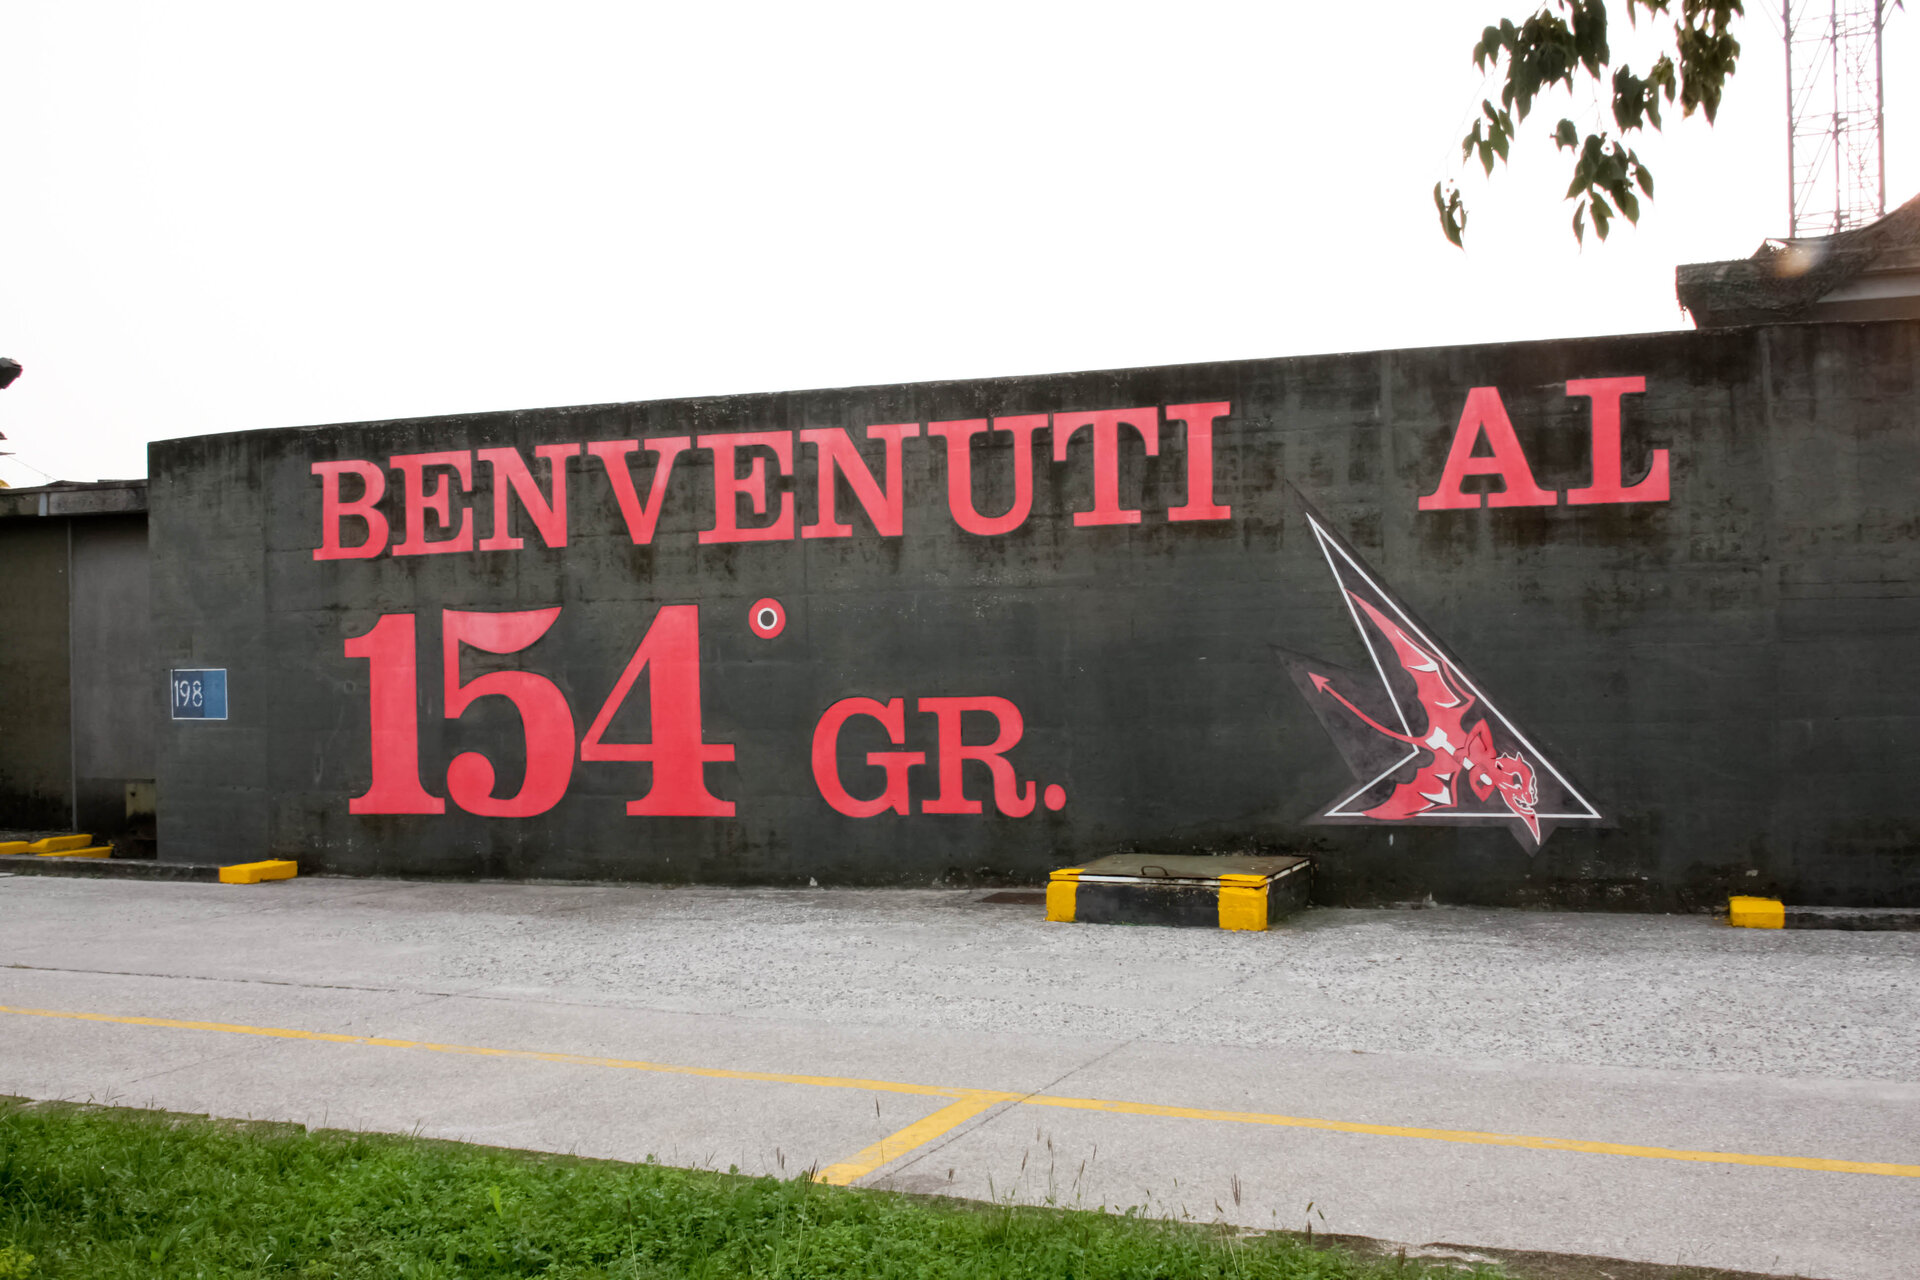 BENVENUTI AL
154° GR.
198